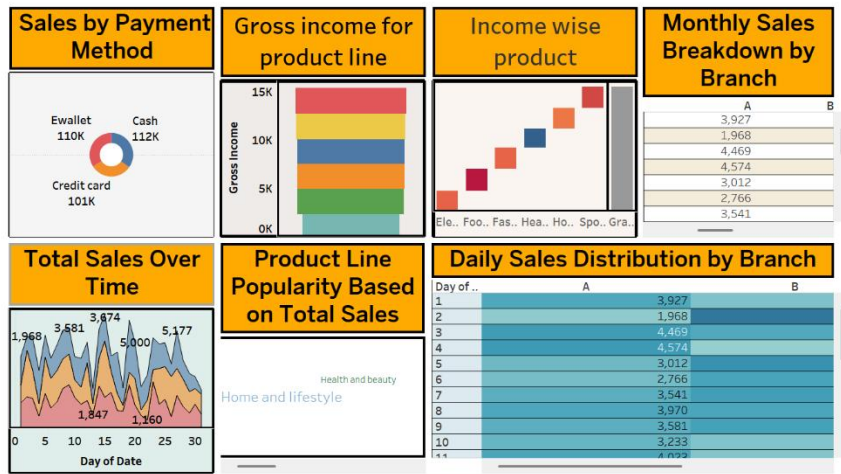 Sales by Payment
Method
Gross income for
product line
Income wise
product
Monthly Sales
Breakdown by
Branch
Ewallet
110K
Cash
112K
Credit card
101K
Gross Income
15K
10K
5K
0K
Ele.. Foo.. Fas.. Hea.. Ho.. Spo.. Gra..
A B
3,927
1,968
4,469
4,574
3,012
2,766
3,541
Total Sales Over
Time
Product Line
Popularity Based
on Total Sales
Daily Sales Distribution by Branch
1,968
3,581
3,674
5,000
5,177
1,847
1,160
0 5 10 15 20 25 30
Day of Date
Health and beauty
Home and lifestyle
Day of .. A B
1 3,927
2 1,968
3 4,469
4 4,574
5 3,012
6 2,766
7 3,541
8 3,970
9 3,581
10 3,233
11 4,023